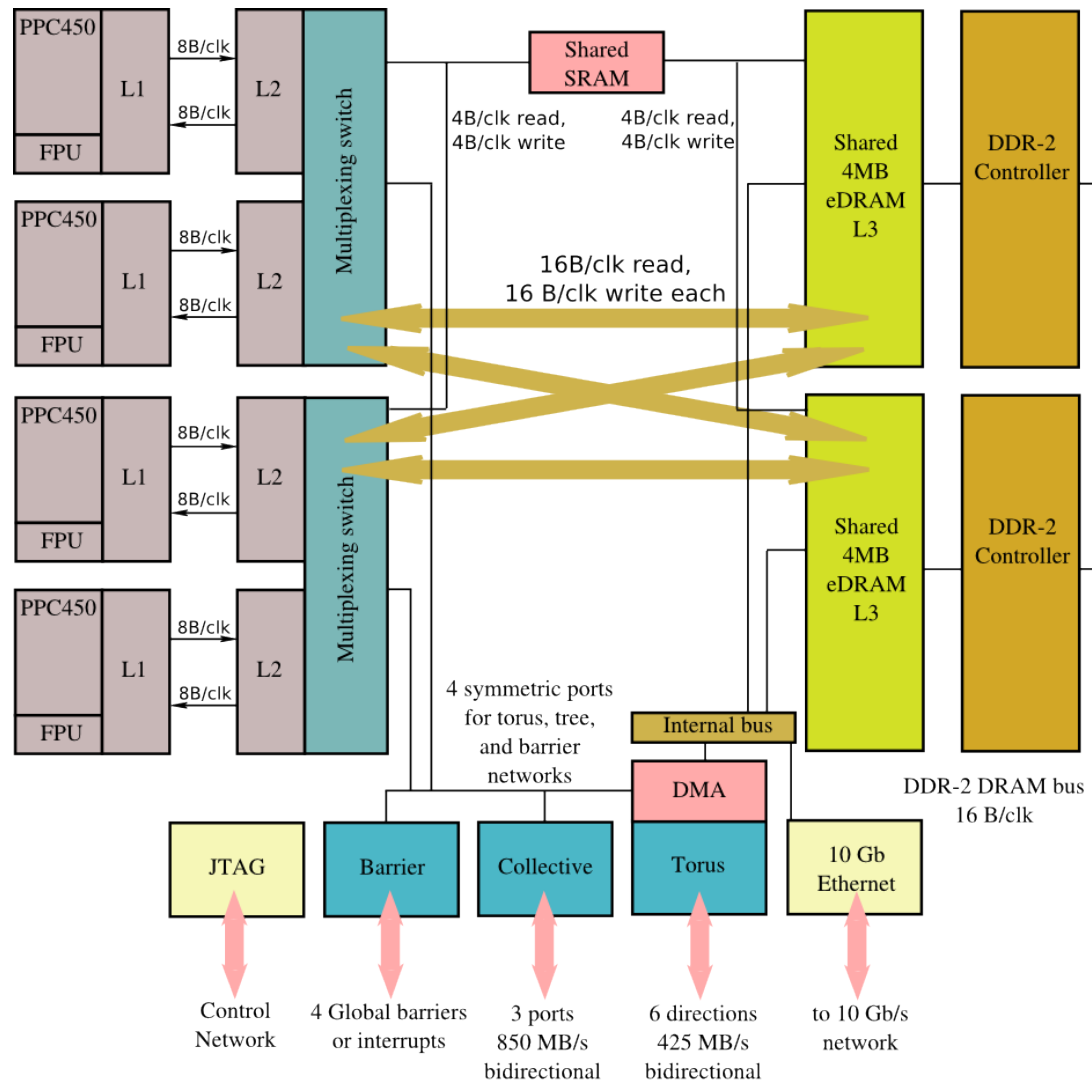 PPC450
L1
FPU
8B/clk
8B/clk
L2
Multiplexing switch
PPC450
L1
FPU
8B/clk
8B/clk
L2
PPC450
L1
FPU
8B/clk
8B/clk
L2
Multiplexing switch
PPC450
L1
FPU
8B/clk
8B/clk
L2
Shared
SRAM
4B/clk read,
4B/clk write
4B/clk read,
4B/clk write
16B/clk read,
16 B/clk write each
Shared
4MB
eDRAM
L3
DDR-2
Controller
Shared
4MB
eDRAM
L3
DDR-2
Controller
4 symmetric ports
for torus, tree,
and barrier
networks
Internal bus
DMA
DDR-2 DRAM bus
16 B/clk
JTAG
Barrier
Collective
Torus
10 Gb
Ethernet
Control
Network
4 Global barriers
or interrupts
3 ports
850 MB/s
bidirectional
6 directions
425 MB/s
bidirectional
to 10 Gb/s
network